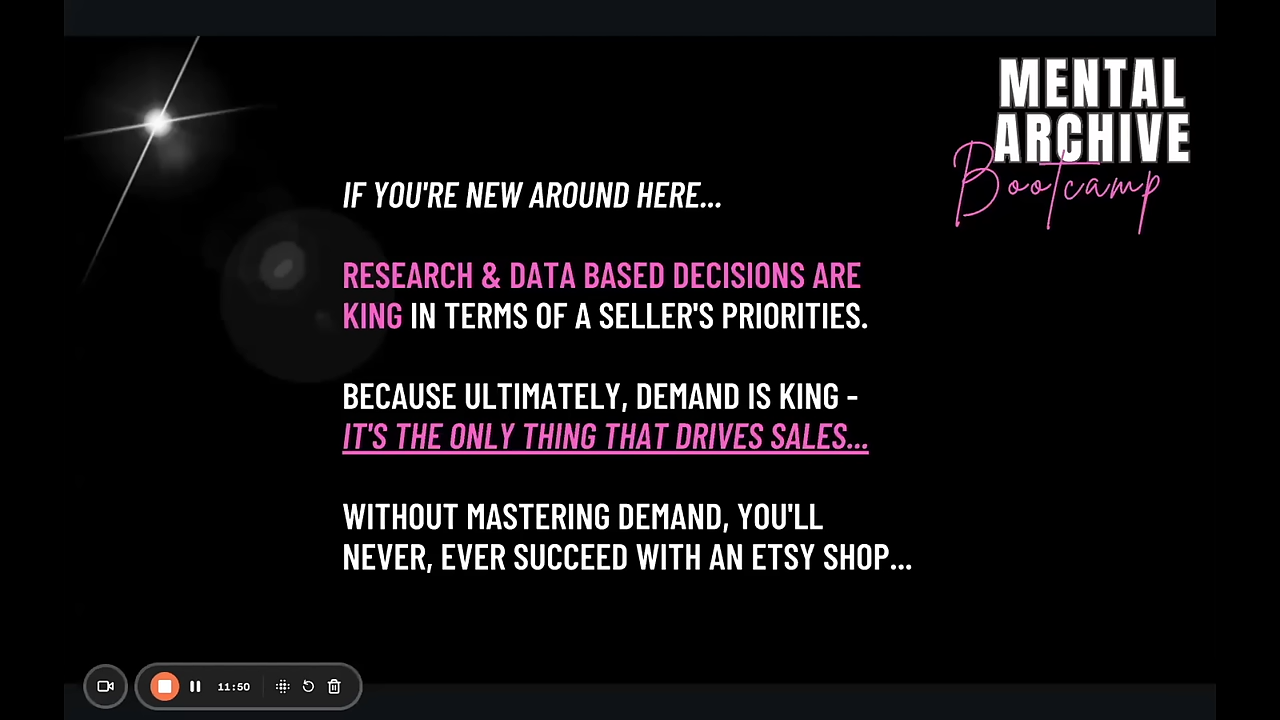 MENTAL
ARCHIVE
Bootcamp
IF YOU'RE NEW AROUND HERE...
RESEARCH & DATA BASED DECISIONS ARE
KING IN TERMS OF A SELLER'S PRIORITIES.
BECAUSE ULTIMATELY, DEMAND IS KING -
IT'S THE ONLY THING THAT DRIVES SALES...
WITHOUT MASTERING DEMAND, YOU'LL
NEVER, EVER SUCCEED WITH AN ETSY SHOP...
11:50